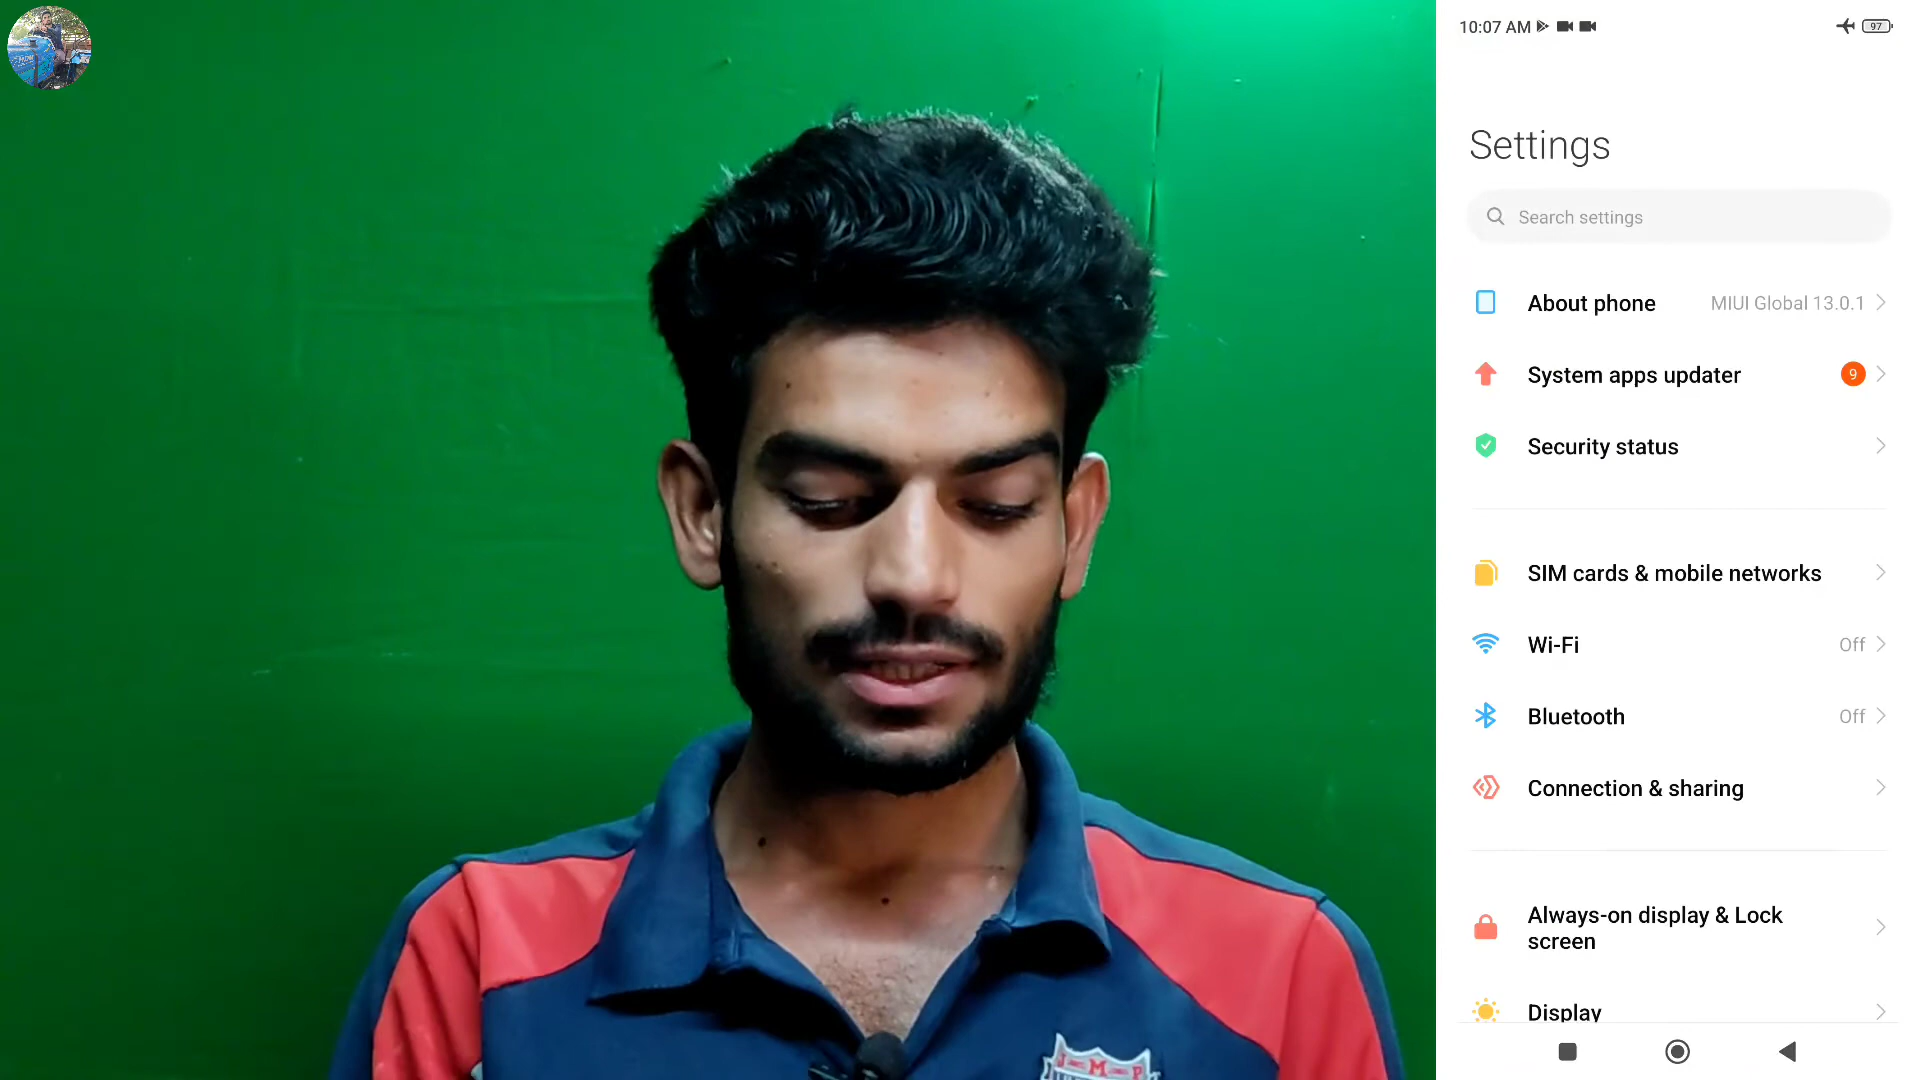 10:07 AM
97
Settings
Search settings
About phone MIUI Global 13.0.1
System apps updater 9
Security status
SIM cards & mobile networks
Wi-Fi Off
Bluetooth Off
Connection & sharing
Always-on display & Lock
screen
Display
J M P